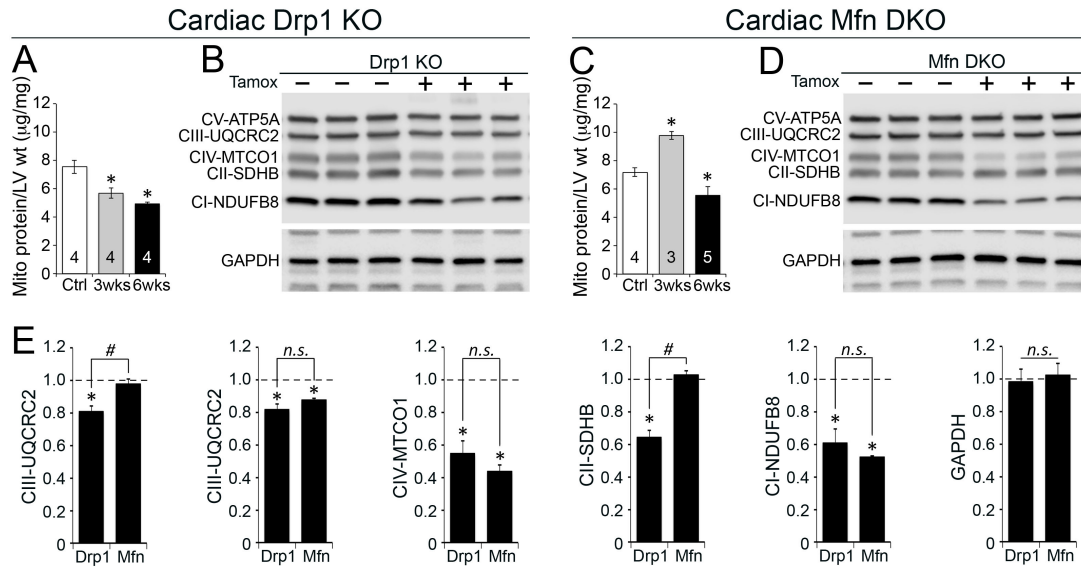 Cardiac Drp1 KO
Cardiac Mfn DKO
A
Mito protein/LV wt (µg/mg)
12
10
8
6
4
2
0
*
*
4
4
4
Ctrl 3wks 6wks
B
Drp1 KO
Tamox − − − + + +
CV-ATP5A
CIII-UQCRC2
CIV-MTCO1
CII-SDHB
CI-NDUFB8
GAPDH
C
Mito protein/LV wt (µg/mg)
12
10
8
6
4
2
0
*
*
4
3
5
Ctrl 3wks 6wks
D
Mfn DKO
Tamox − − − + + +
CV-ATP5A
CIII-UQCRC2
CIV-MTCO1
CII-SDHB
CI-NDUFB8
GAPDH
E
CIII-UQCRC2
1.2
1.0
0.8
0.6
0.4
0.2
0
#
*
Drp1 Mfn
CIII-UQCRC2
1.2
1.0
0.8
0.6
0.4
0.2
0
n.s.
* *
Drp1 Mfn
CIV-MTCO1
1.2
1.0
0.8
0.6
0.4
0.2
0
n.s.
* *
Drp1 Mfn
CII-SDHB
1.2
1.0
0.8
0.6
0.4
0.2
0
#
*
Drp1 Mfn
CI-NDUFB8
1.2
1.0
0.8
0.6
0.4
0.2
0
n.s.
* *
Drp1 Mfn
GAPDH
1.2
1.0
0.8
0.6
0.4
0.2
0
n.s.
Drp1 Mfn